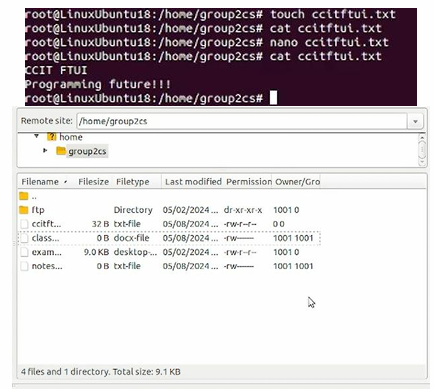 root@LinuxUbuntu18:/home/group2cs# touch ccitftui.txt
root@LinuxUbuntu18:/home/group2cs# cat ccitftui.txt
root@LinuxUbuntu18:/home/group2cs# nano ccitftui.txt
root@LinuxUbuntu18:/home/group2cs# cat ccitftui.txt
CCIT FTUI
Programming future!!!
root@LinuxUbuntu18:/home/group2cs#
Remote site: /home/group2cs
home
group2cs
Filename Filesize Filetype Last modified Permission Owner/Gro
..
ftp Directory 05/02/2024 ... dr-xr-xr-x 1001 0
ccitft... 32 B txt-file 05/08/2024 ... -rw-r--r-- 0 0
class... 0 B docx-file 05/08/2024 ... -rw------- 1001 1001
exam... 9.0 KB desktop-... 05/02/2024 ... -rw-r--r-- 1001 0
notes... 0 B txt-file 05/08/2024 ... -rw------- 1001 1001
4 files and 1 directory. Total size: 9.1 KB